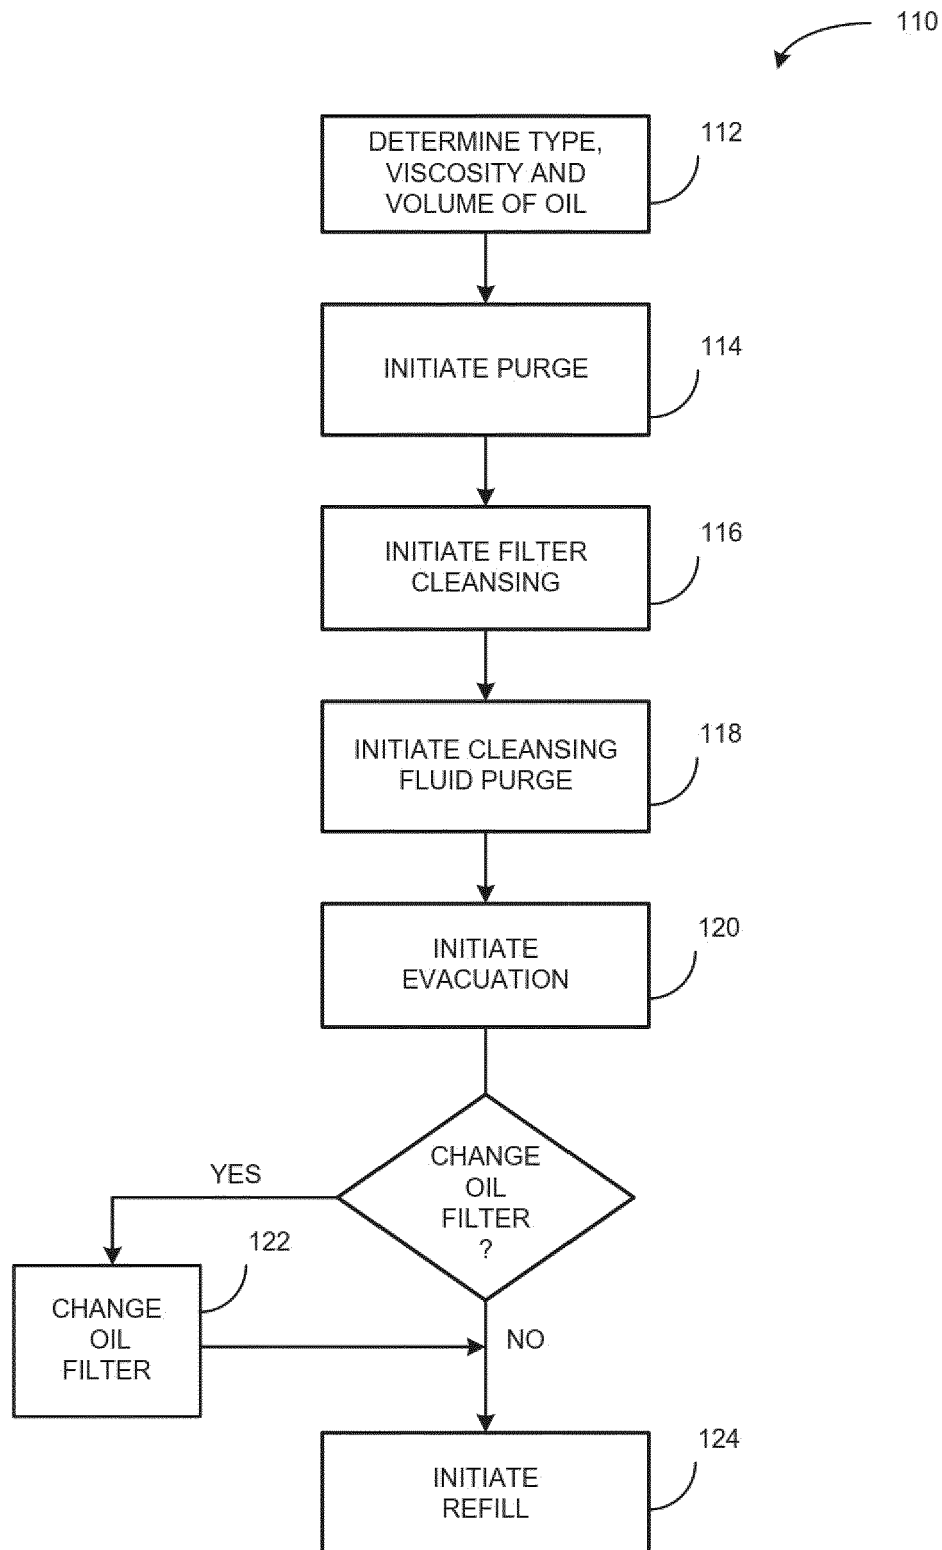 110
DETERMINE TYPE,
VISCOSITY AND
VOLUME OF OIL
112
INITIATE PURGE
114
INITIATE FILTER
CLEANSING
116
INITIATE CLEANSING
FLUID PURGE
118
INITIATE
EVACUATION
120
CHANGE
OIL
FILTER
?
YES
122
CHANGE
OIL
FILTER
NO
INITIATE
REFILL
124